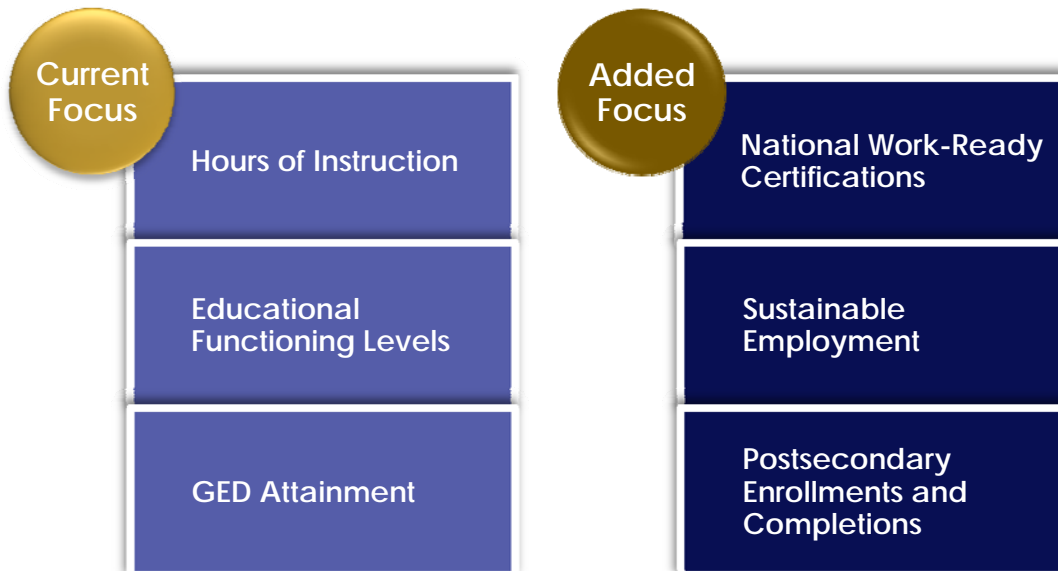 Current
Focus
Hours of Instruction
Educational
Functioning Levels
GED Attainment
Added
Focus
National Work-Ready
Certifications
Sustainable
Employment
Postsecondary
Enrollments and
Completions